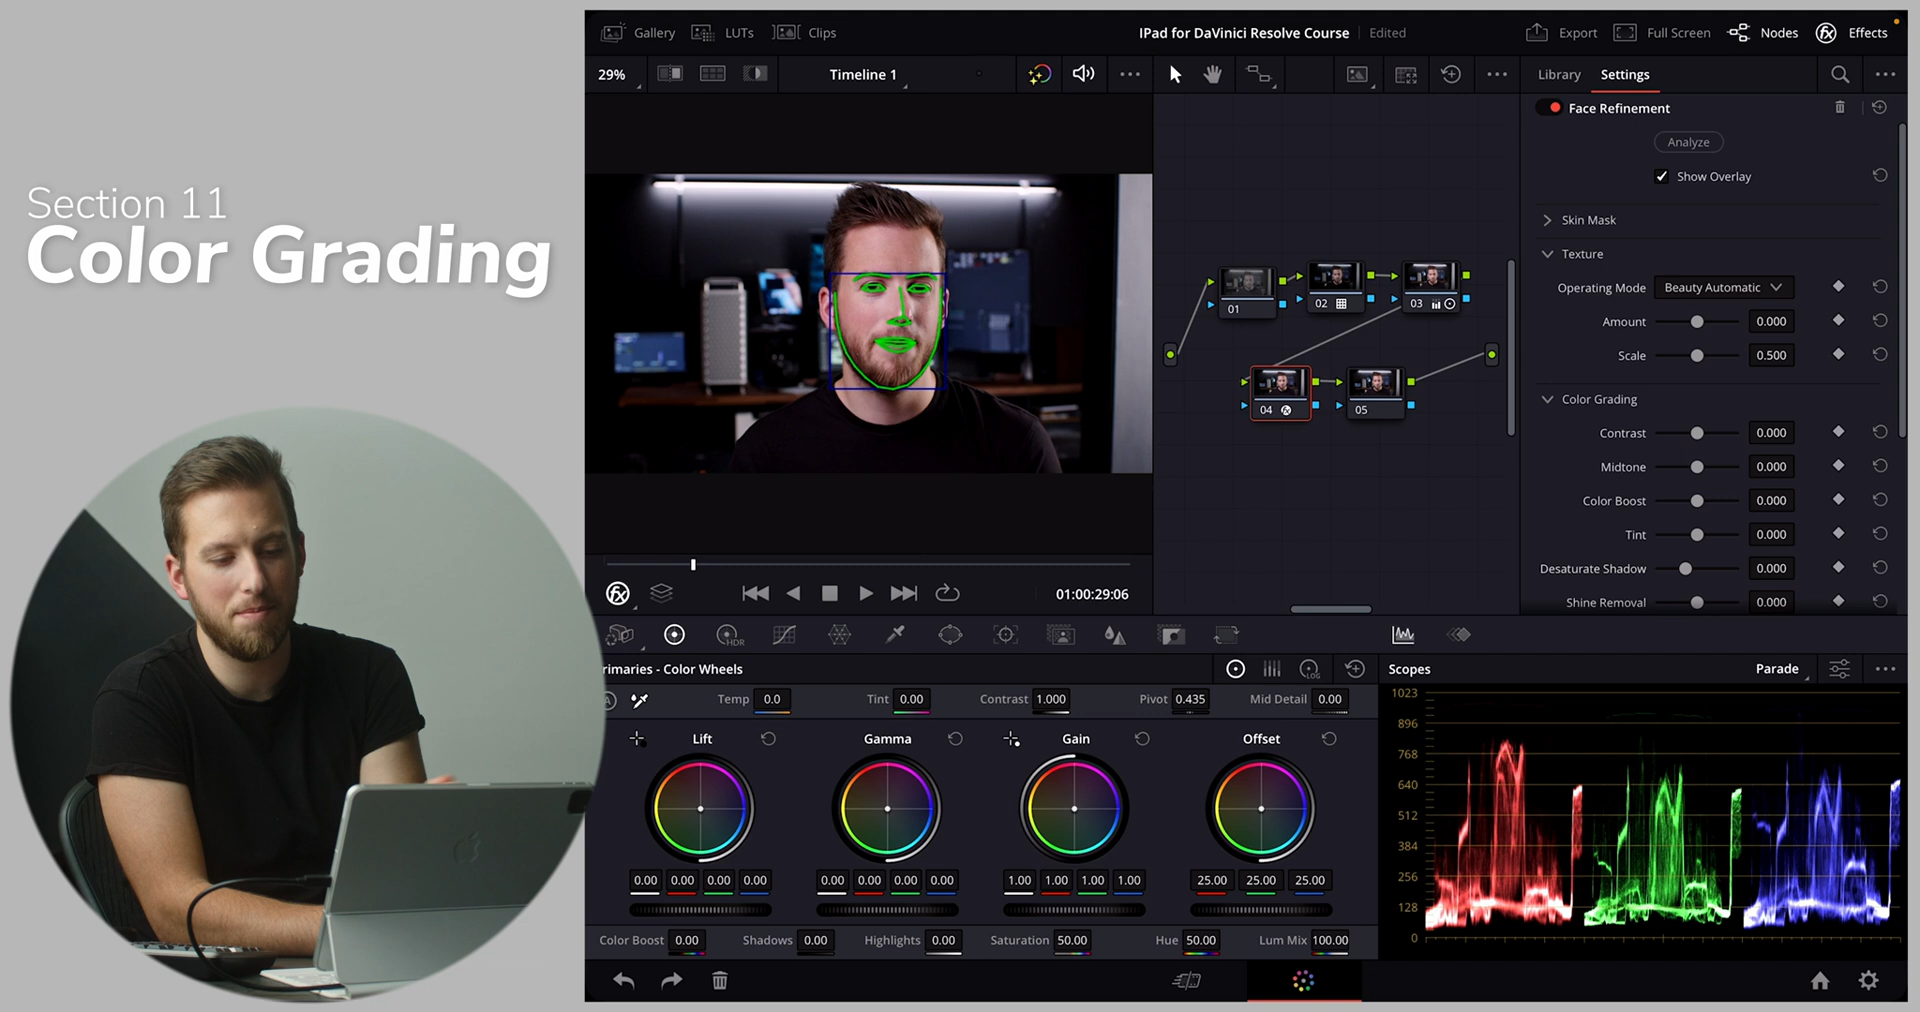 Section 11
Color Grading
Gallery LUTs Clips IPad for DaVinci Resolve Course Edited Export Full Screen Nodes Effects
29% Timeline 1 Library Settings
Face Refinement
Analyze
Show Overlay
Skin Mask
Texture
Operating Mode Beauty Automatic
Amount 0.000
Scale 0.500
Color Grading
Contrast 0.000
Midtone 0.000
Color Boost 0.000
Tint 0.000
Desaturate Shadow 0.000
Shine Removal 0.000
01 02 03
04 05
01:00:29:06
HDR
rimaries - Color Wheels
LOG
Scopes Parade
Temp 0.0 Tint 0.00 Contrast 1.000 Pivot 0.435 Mid Detail 0.00
Lift Gamma Gain Offset
0.00 0.00 0.00 0.00 0.00 0.00 0.00 0.00 1.00 1.00 1.00 1.00 25.00 25.00 25.00
Color Boost 0.00 Shadows 0.00 Highlights 0.00 Saturation 50.00 Hue 50.00 Lum Mix 100.00
1023
896
768
640
512
384
256
128
0